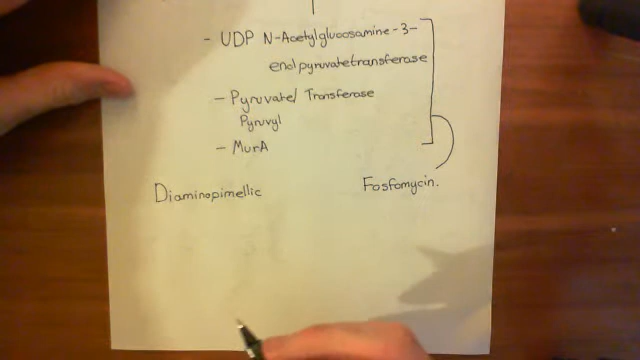 - UDP N-Acetylglucosamine-3-
enolpyruvatetransferase
- Pyruvate/ Transferase
Pyruvyl
- MurA
Diaminopimellic
Fosfomycin.